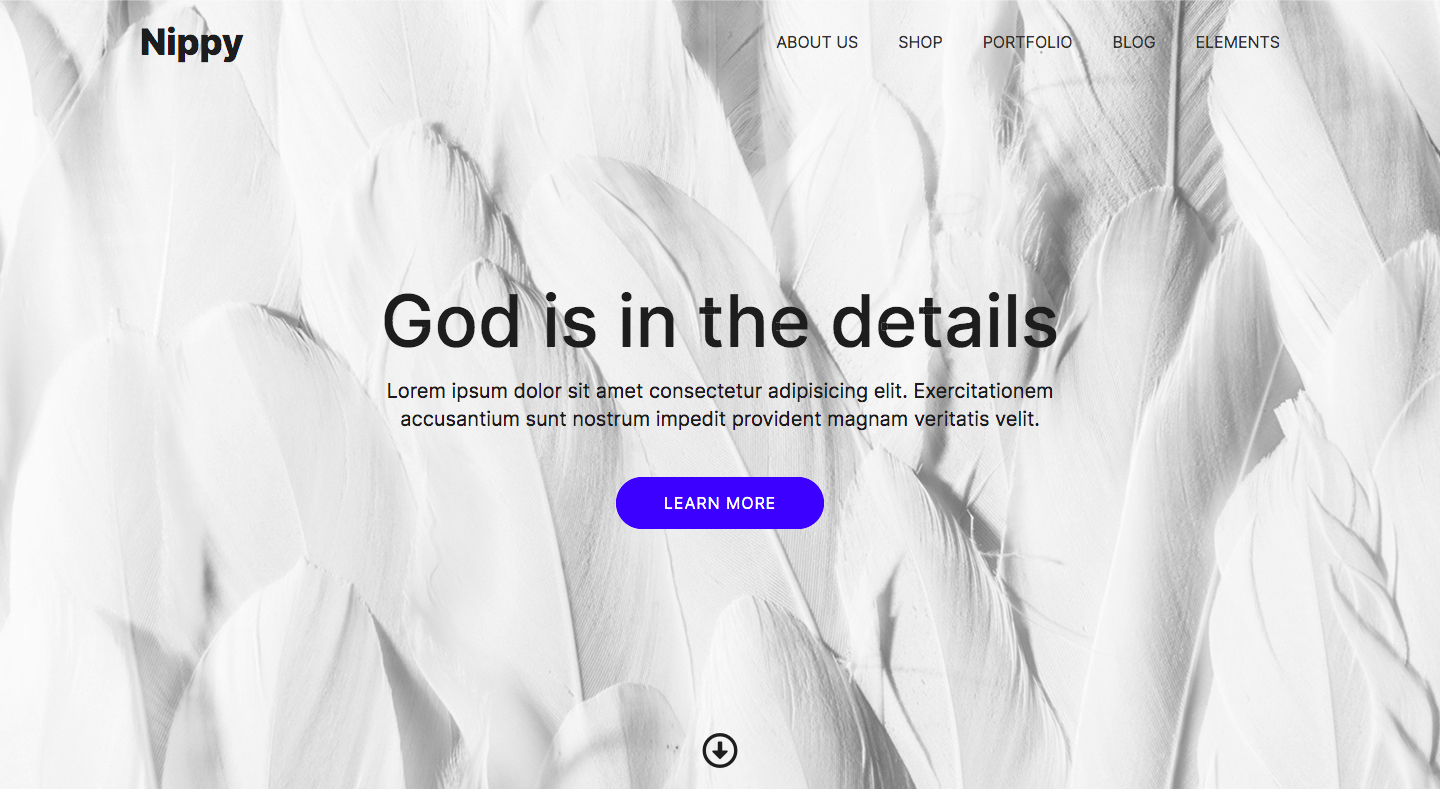 Nippy
ABOUT US SHOP PORTFOLIO BLOG ELEMENTS
God is in the details
Lorem ipsum dolor sit amet consectetur adipisicing elit. Exercitationem
accusantium sunt nostrum impedit provident magnam veritatis velit.
LEARN MORE